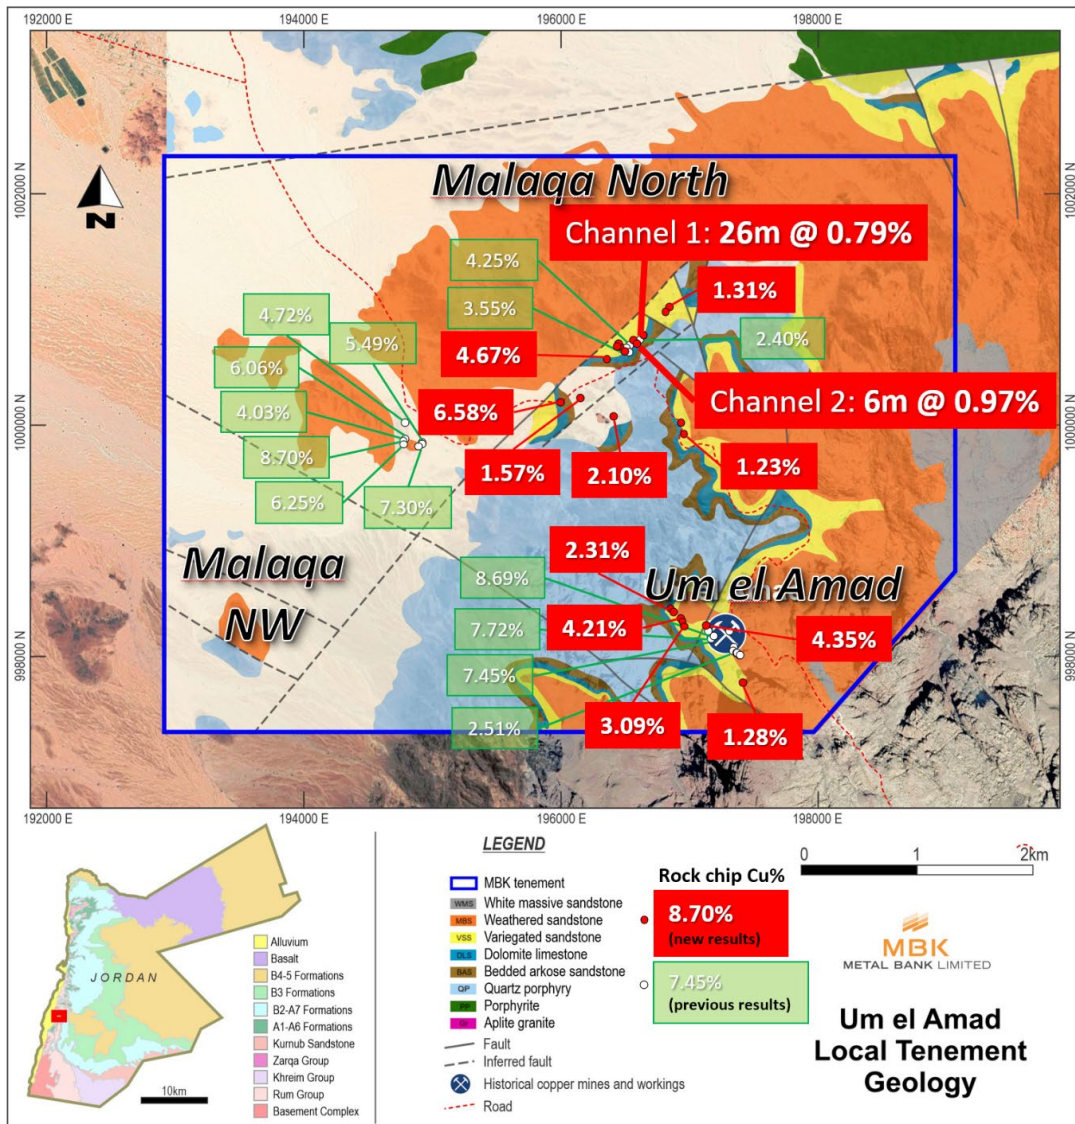 192000 E
194000 E
196000 E
198000 E
1002000 N
1002000 N
N
Malaqa North
Channel 1: 26m @ 0.79%
4.25%
3.55%
1.31%
4.72%
5.49%
2.40%
4.67%
6.06%
Channel 2: 6m @ 0.97%
6.58%
4.03%
1000000 N
1000000 N
8.70%
1.57%
2.10%
1.23%
6.25%
7.30%
2.31%
Malaqa
NW
8.69%
Um el Amad
7.72%
4.21%
4.35%
998000 N
998000 N
7.45%
2.51%
3.09%
1.28%
192000 E
194000 E
196000 E
198000 E
JORDAN
10km
Alluvium
Basalt
B4-5 Formations
B3 Formations
B2-A7 Formations
A1-A6 Formations
Kurnub Sandstone
Zarqa Group
Khreim Group
Rum Group
Basement Complex
LEGEND
MBK tenement
WMS White massive sandstone
MBS Weathered sandstone
VSS Variegated sandstone
DLS Dolomite limestone
BAS Bedded arkose sandstone
QP Quartz porphyry
Porphyrite
Aplite granite
Fault
Inferred fault
Historical copper mines and workings
Road
Rock chip Cu%
8.70%
(new results)
7.45%
(previous results)
0 1 2km
MBK
METAL BANK LIMITED
Um el Amad
Local Tenement
Geology